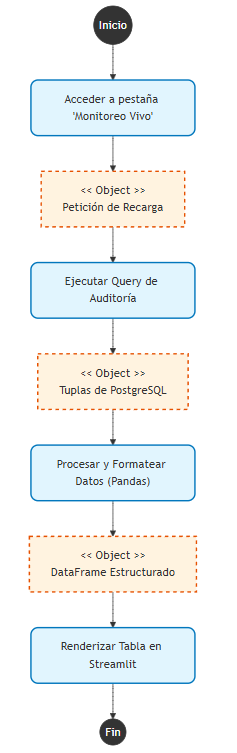 Inicio
Acceder a pestaña
'Monitoreo Vivo'
<< Object >>
Petición de Recarga
Ejecutar Query de
Auditoría
<< Object >>
Tuplas de PostgreSQL
Procesar y Formatear
Datos (Pandas)
<< Object >>
DataFrame Estructurado
Renderizar Tabla en
Streamlit
Fin